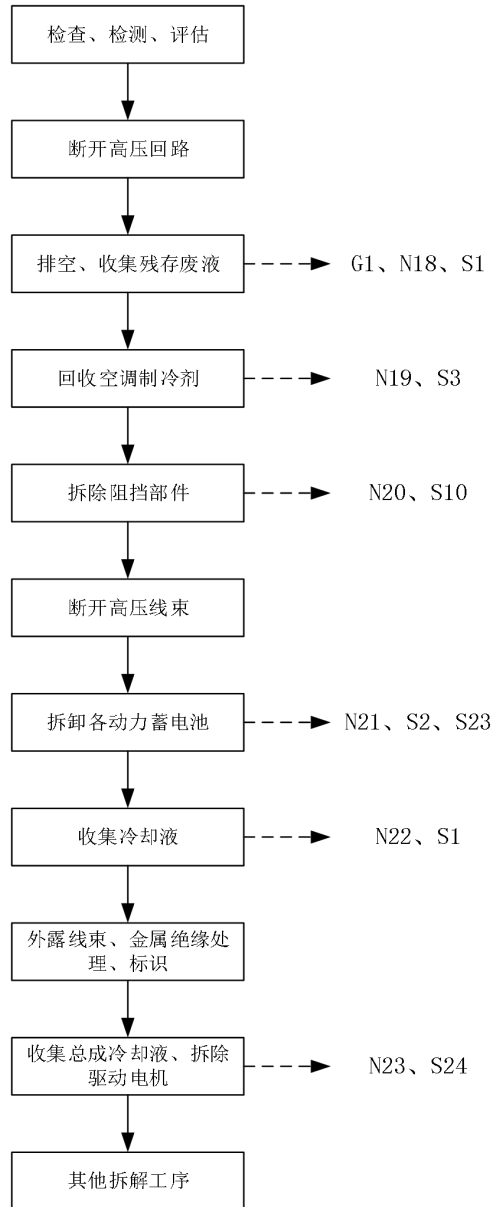 检查、检测、评估
断开高压回路
排空、收集残存废液
G1、N18、S1
回收空调制冷剂
N19、S3
拆除阻挡部件
N20、S10
断开高压线束
拆卸各动力蓄电池
N21、S2、S23
收集冷却液
N22、S1
外露线束、金属绝缘处
理、标识
收集总成冷却液、拆除
驱动电机
N23、S24
其他拆解工序